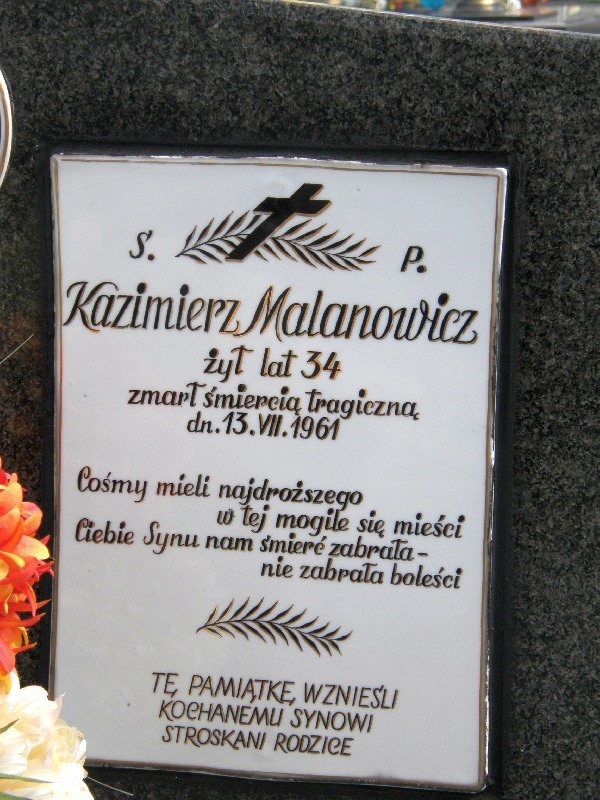 Ś. P.
Kazimierz Malanowicz
żył lat 34
zmarł śmiercią tragiczną
dn. 13. VII. 1961
Cośmy mieli najdroższego
w tej mogile się mieści
Ciebie Synu nam śmierć zabrała –
nie zabrała boleści
TĘ PAMIĄTKĘ WZNIEŚLI
KOCHANEMU SYNOWI
STROSKANI RODZICE